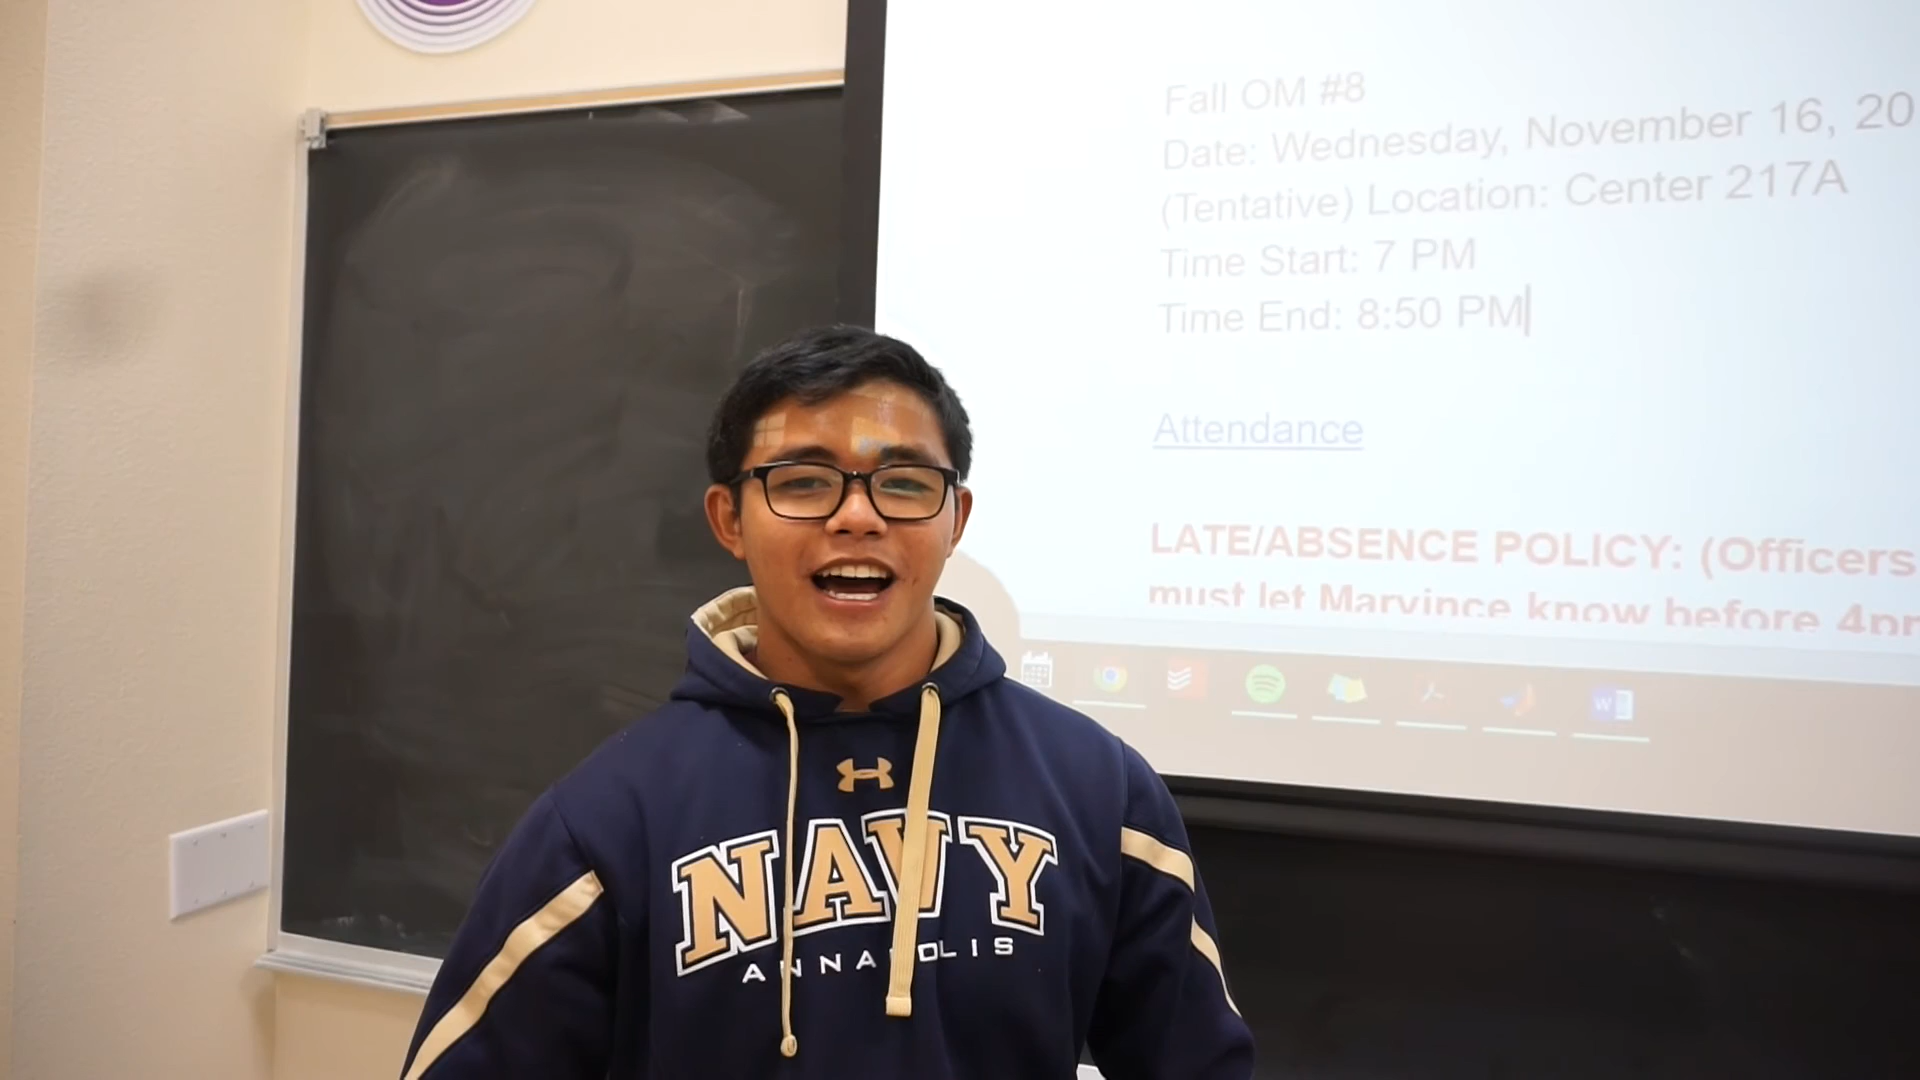 Fall OM #8
Date: Wednesday, November 16, 20
(Tentative) Location: Center 217A
Time Start: 7 PM
Time End: 8:50 PM
Attendance
LATE/ABSENCE POLICY: (Officers
must let Marvince know before 4pm
NAVY
ANNAPOLIS